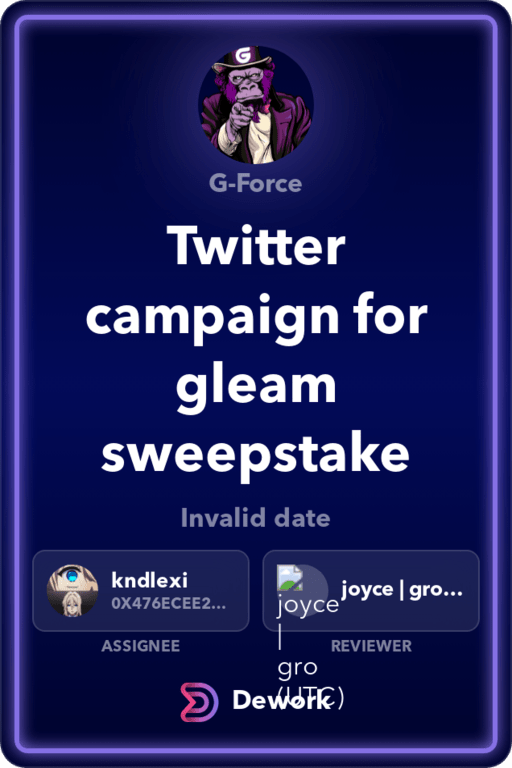 G
G-Force
Twitter
campaign for
gleam
sweepstake
Invalid date
kndlexi
0X476ECEE2...
joyce | gro...
joyce
|
gro
(UTC)
ASSIGNEE
REVIEWER
Dework